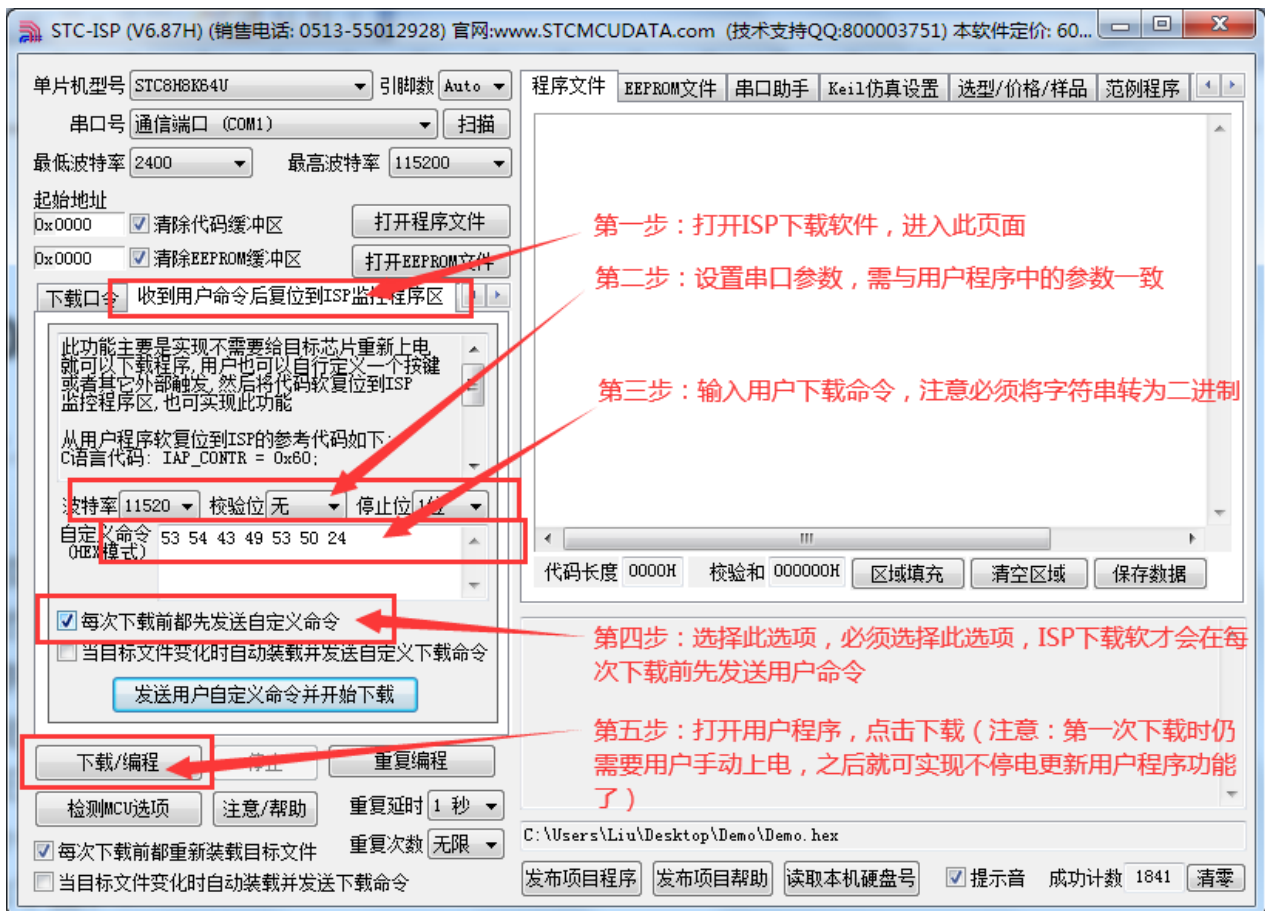 STC-ISP (V6.87H) (销售电话: 0513-55012928) 官网:www.STCMCUDATA.com (技术支持QQ:800003751) 本软件定价: 60...
单片机型号 STC8H8K64U 引脚数 Auto
串口号 通信端口 (COM1) 扫描
最低波特率 2400 最高波特率 115200
起始地址
0x0000 清除代码缓冲区 打开程序文件
0x0000 清除EEPROM缓冲区 打开EEPROM文件
下载口令 收到用户命令后复位到ISP监控程序区
此功能主要是实现不需要给目标芯片重新上电,
就可以下载程序,用户也可以自行定义一个按键
或者其它外部触发,然后将代码软复位到ISP
监控程序区,也可实现此功能
从用户程序软复位到ISP的参考代码如下:
C语言代码: IAP_CONTR = 0x60;
波特率 11520 校验位 无 停止位 1位
自定义命令 53 54 43 49 53 50 24
(HEX模式)
每次下载前都先发送自定义命令
当目标文件变化时自动装载并发送自定义下载命令
发送用户自定义命令并开始下载
下载/编程 停止 重复编程
检测MCU选项 注意/帮助 重复延时 1 秒
每次下载前都重新装载目标文件 重复次数 无限
当目标文件变化时自动装载并发送下载命令
程序文件 EEPROM文件 串口助手 Keil仿真设置 选型/价格/样品 范例程序
第一步：打开ISP下载软件，进入此页面
第二步：设置串口参数，需与用户程序中的参数一致
第三步：输入用户下载命令，注意必须将字符串转为二进制
代码长度 0000H 校验和 000000H 区域填充 清空区域 保存数据
第四步：选择此选项，必须选择此选项，ISP下载软才会在每
次下载前先发送用户命令
第五步：打开用户程序，点击下载（注意：第一次下载时仍
需要用户手动上电，之后就可实现不停电更新用户程序功能
了）
C:\Users\Liu\Desktop\Demo\Demo.hex
发布项目程序 发布项目帮助 读取本机硬盘号 提示音 成功计数 1841 清零